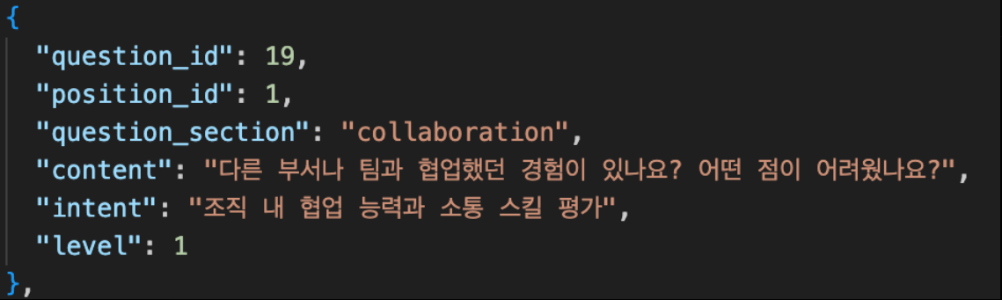 {
"question_id": 19,
"position_id": 1,
"question_section": "collaboration",
"content": "다른 부서나 팀과 협업했던 경험이 있나요? 어떤 점이 어려웠나요?",
"intent": "조직 내 협업 능력과 소통 스킬 평가",
"level": 1
},